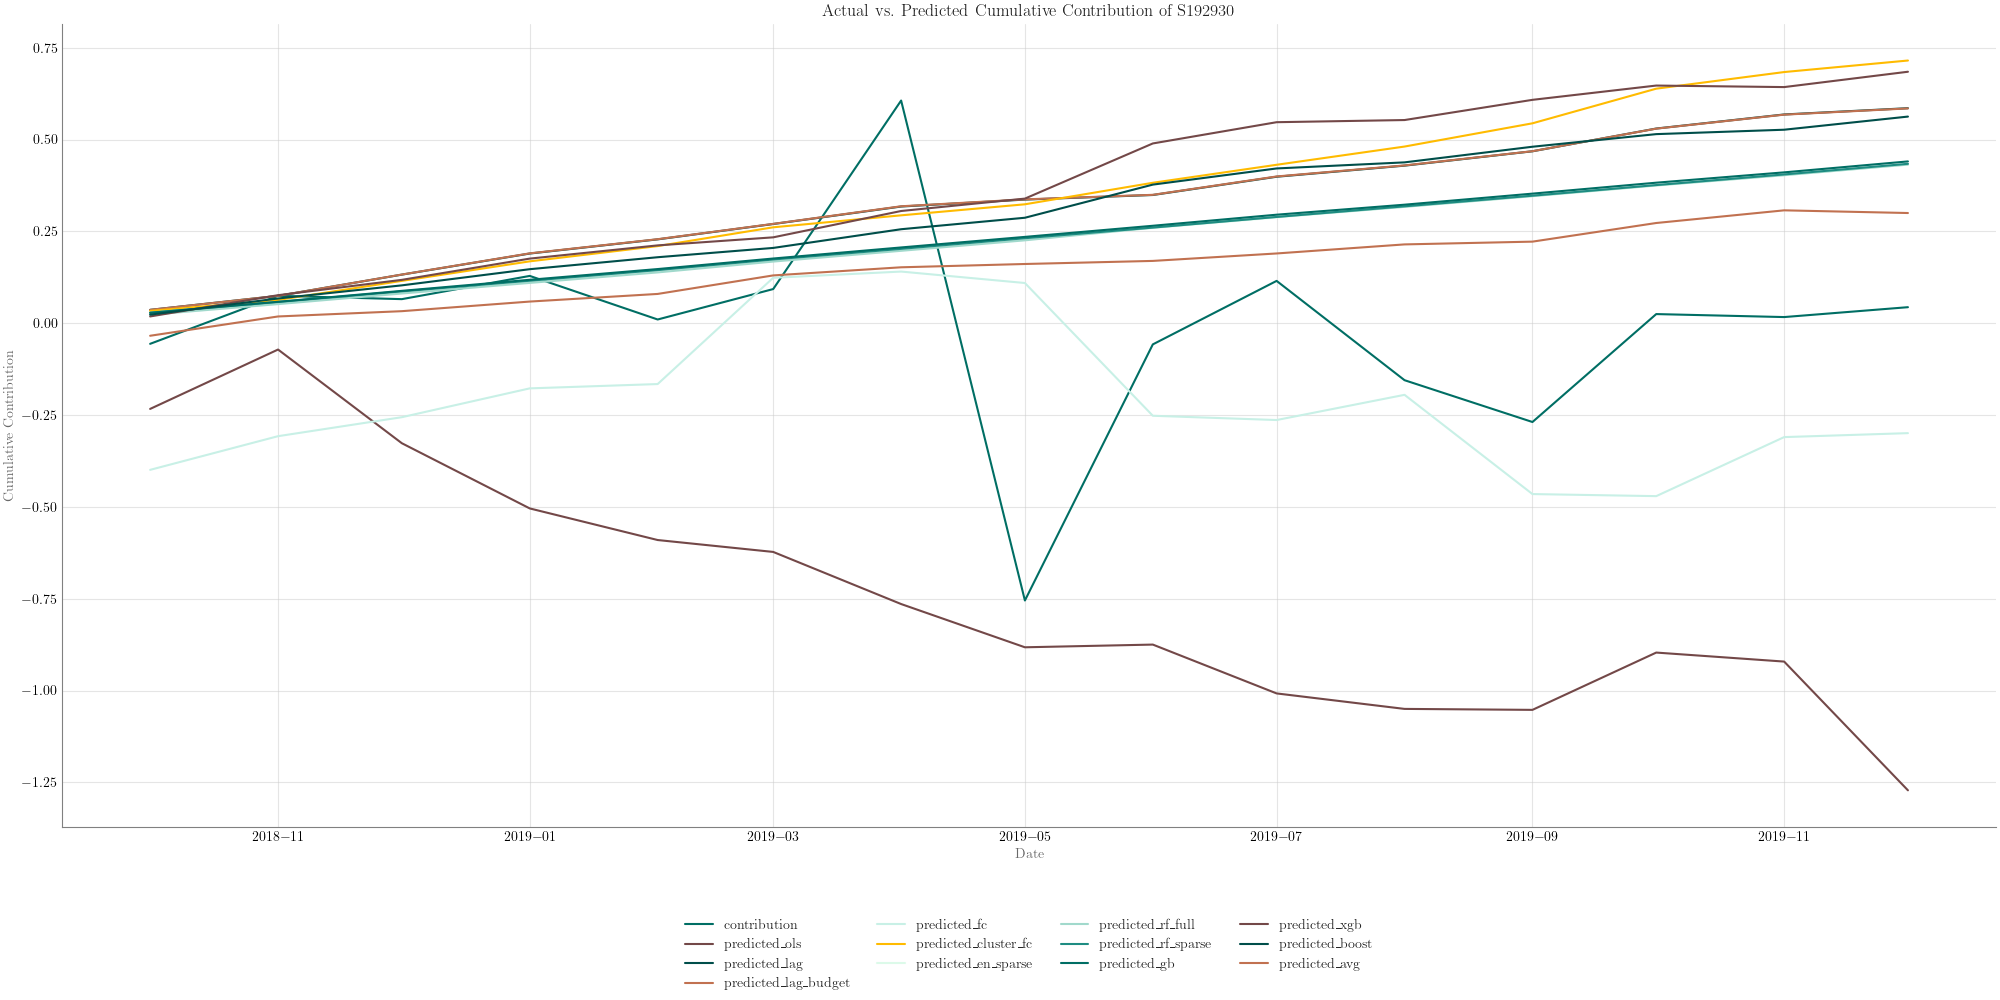 Actual vs. Predicted Cumulative Contribution of S192930
0.75
0.50
0.25
0.00
−0.25
−0.50
−0.75
−1.00
−1.25
Cumulative Contribution
2018−11 2019−01 2019−03 2019−05 2019−07 2019−09 2019−11
Date
contribution predicted_fc predicted_rf_full predicted_xgb
predicted_ols predicted_cluster_fc predicted_rf_sparse predicted_boost
predicted_lag predicted_en_sparse predicted_gb predicted_avg
predicted_lag_budget